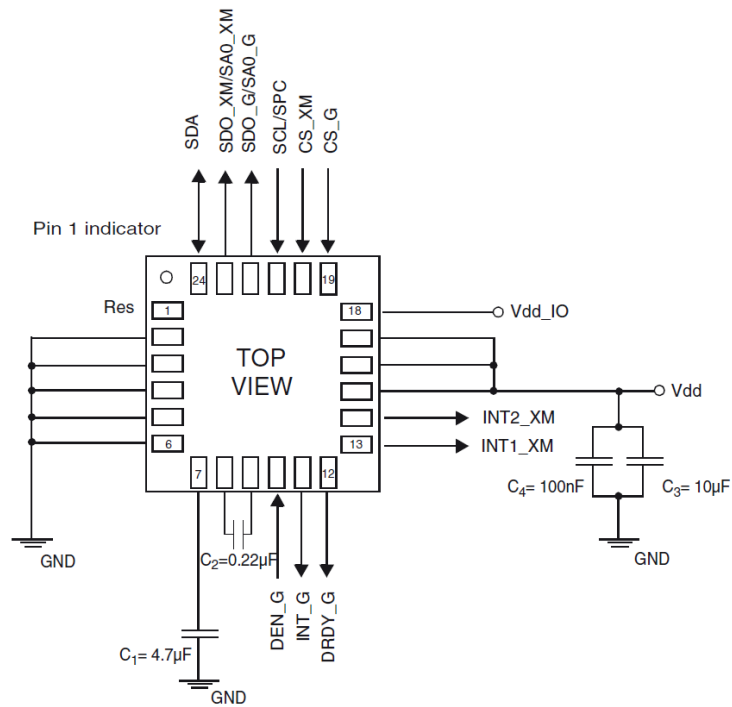 SDA
SDO_XM/SA0_XM
SDO_G/SA0_G
SCL/SPC
CS_XM
CS_G
Pin 1 indicator
24
19
Res
1
18
Vdd_IO
TOP
VIEW
Vdd
INT2_XM
6
13
INT1_XM
7
12
C4= 100nF
C3= 10µF
GND
GND
C2=0.22µF
DEN_G
INT_G
DRDY_G
C1= 4.7µF
GND